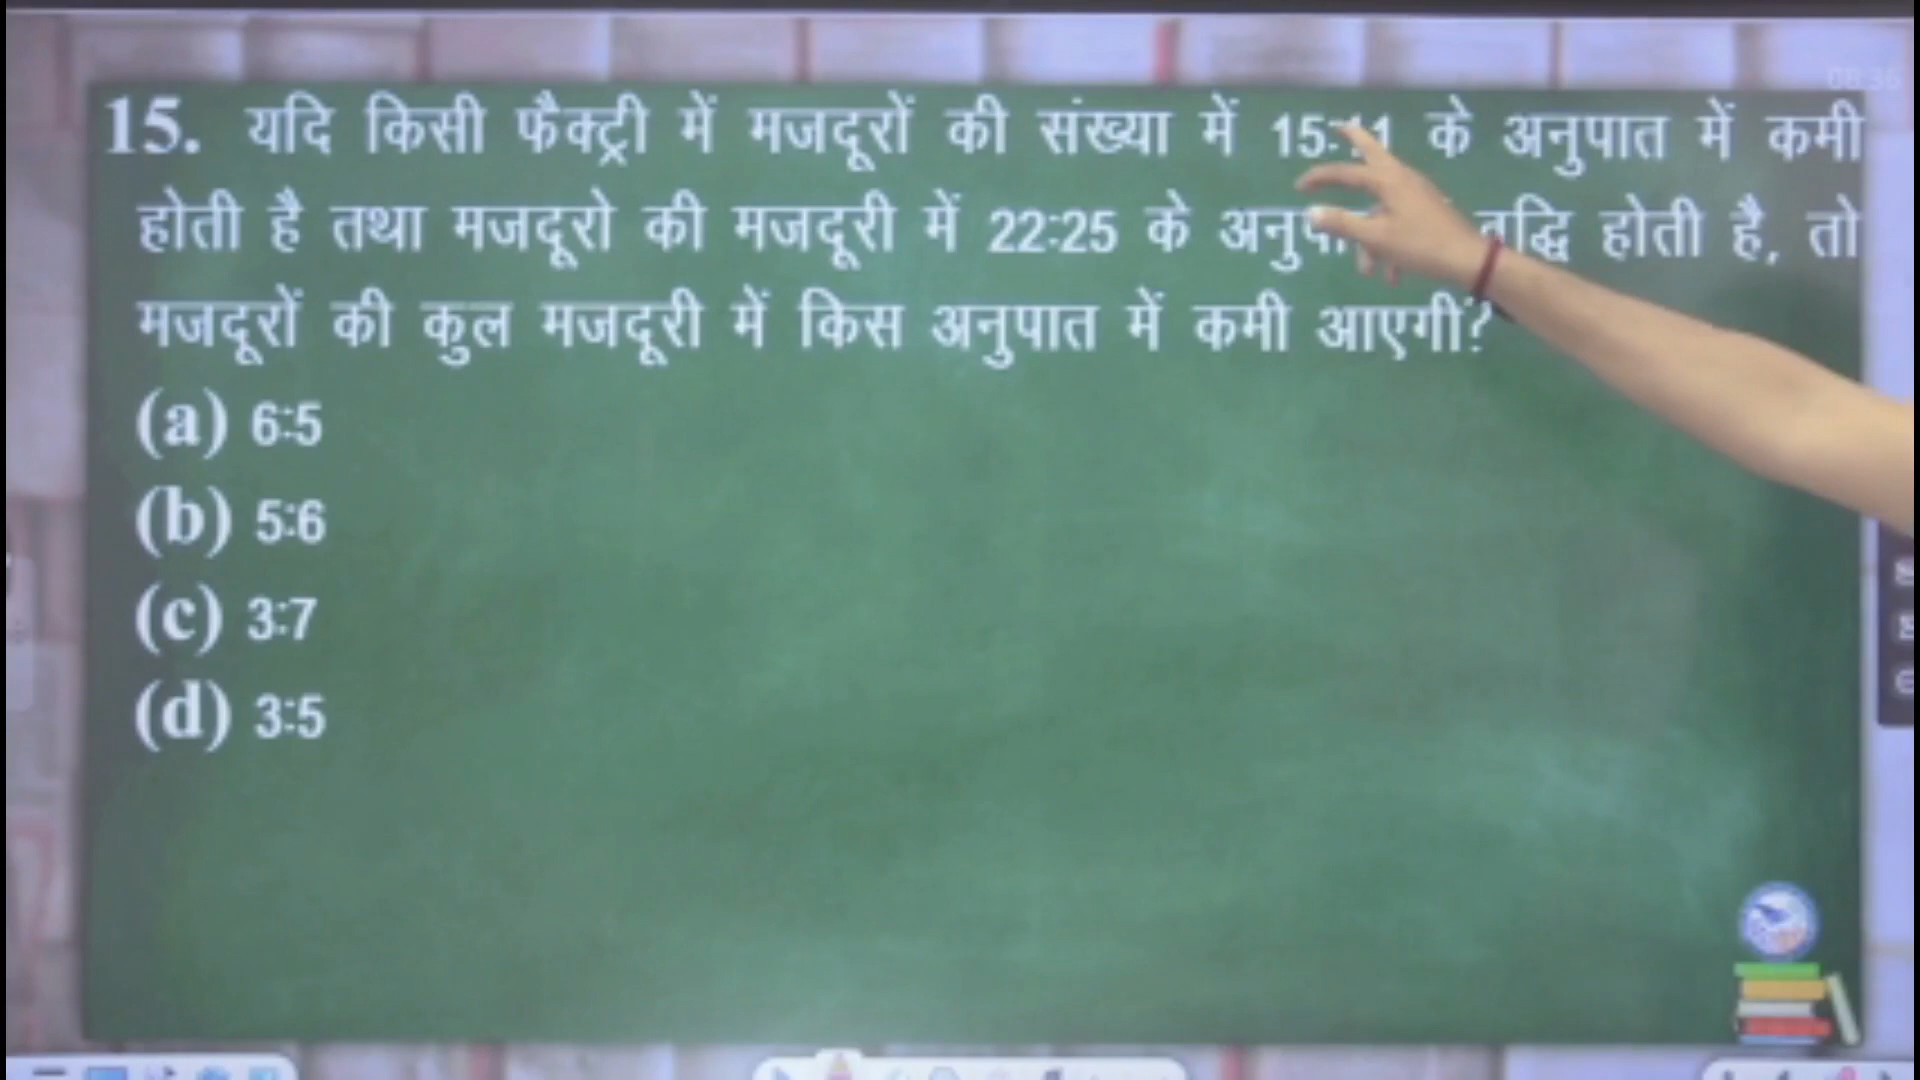 15. यदि किसी फैक्ट्री में मजदूरों की संख्या में 15:11 के अनुपात में कमी
होती है तथा मजदूरो की मजदूरी में 22:25 के वृद्धि होती है, तो
मजदूरों की कुल मजदूरी में किस अनुपात में कमी आएगीं?
(a) 6:5
(b) 5:6
(c) 3:7
(d) 3:5